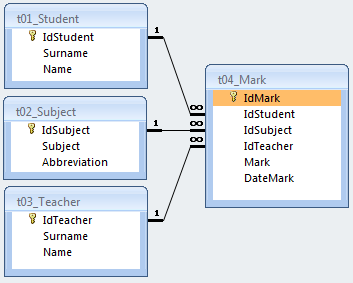 t01_Student
IdStudent
Surname
Name
t02_Subject
IdSubject
Subject
Abbreviation
t03_Teacher
IdTeacher
Surname
Name
1
∞
1
∞
1
∞
t04_Mark
IdMark
IdStudent
IdSubject
IdTeacher
Mark
DateMark